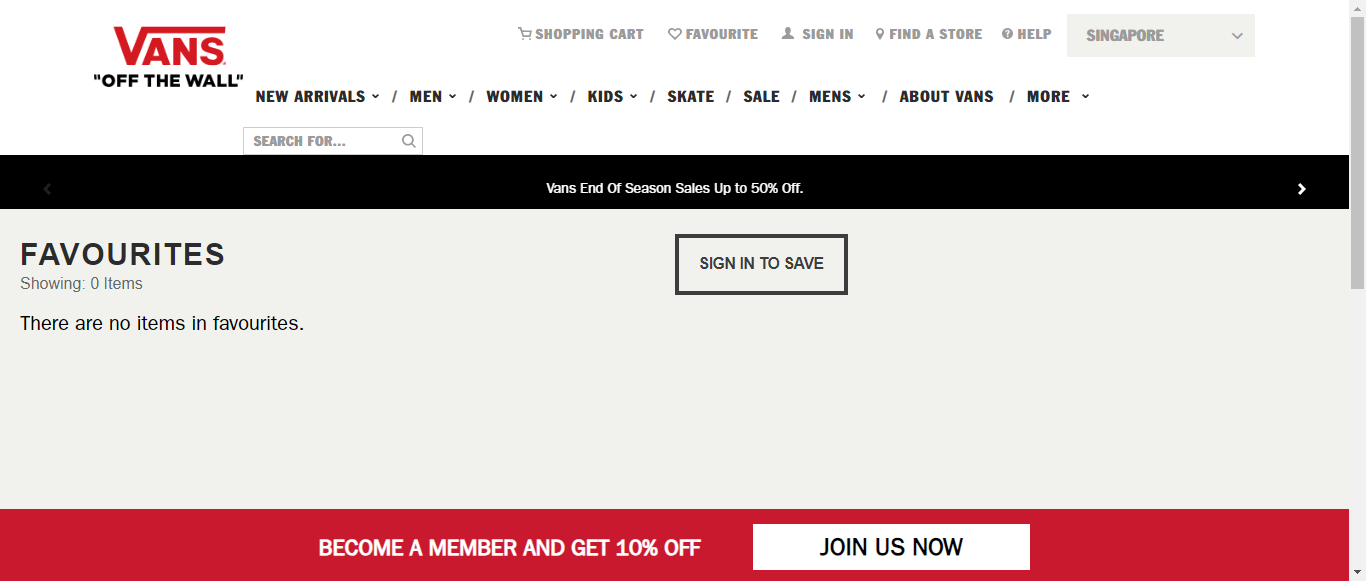 SHOPPING CART FAVOURITE SIGN IN FIND A STORE HELP SINGAPORE
VANS
"OFF THE WALL"
NEW ARRIVALS / MEN / WOMEN / KIDS / SKATE / SALE / MENS / ABOUT VANS / MORE
SEARCH FOR...
Vans End Of Season Sales Up to 50% Off.
FAVOURITES
SIGN IN TO SAVE
Showing: 0 Items
There are no items in favourites.
BECOME A MEMBER AND GET 10% OFF JOIN US NOW